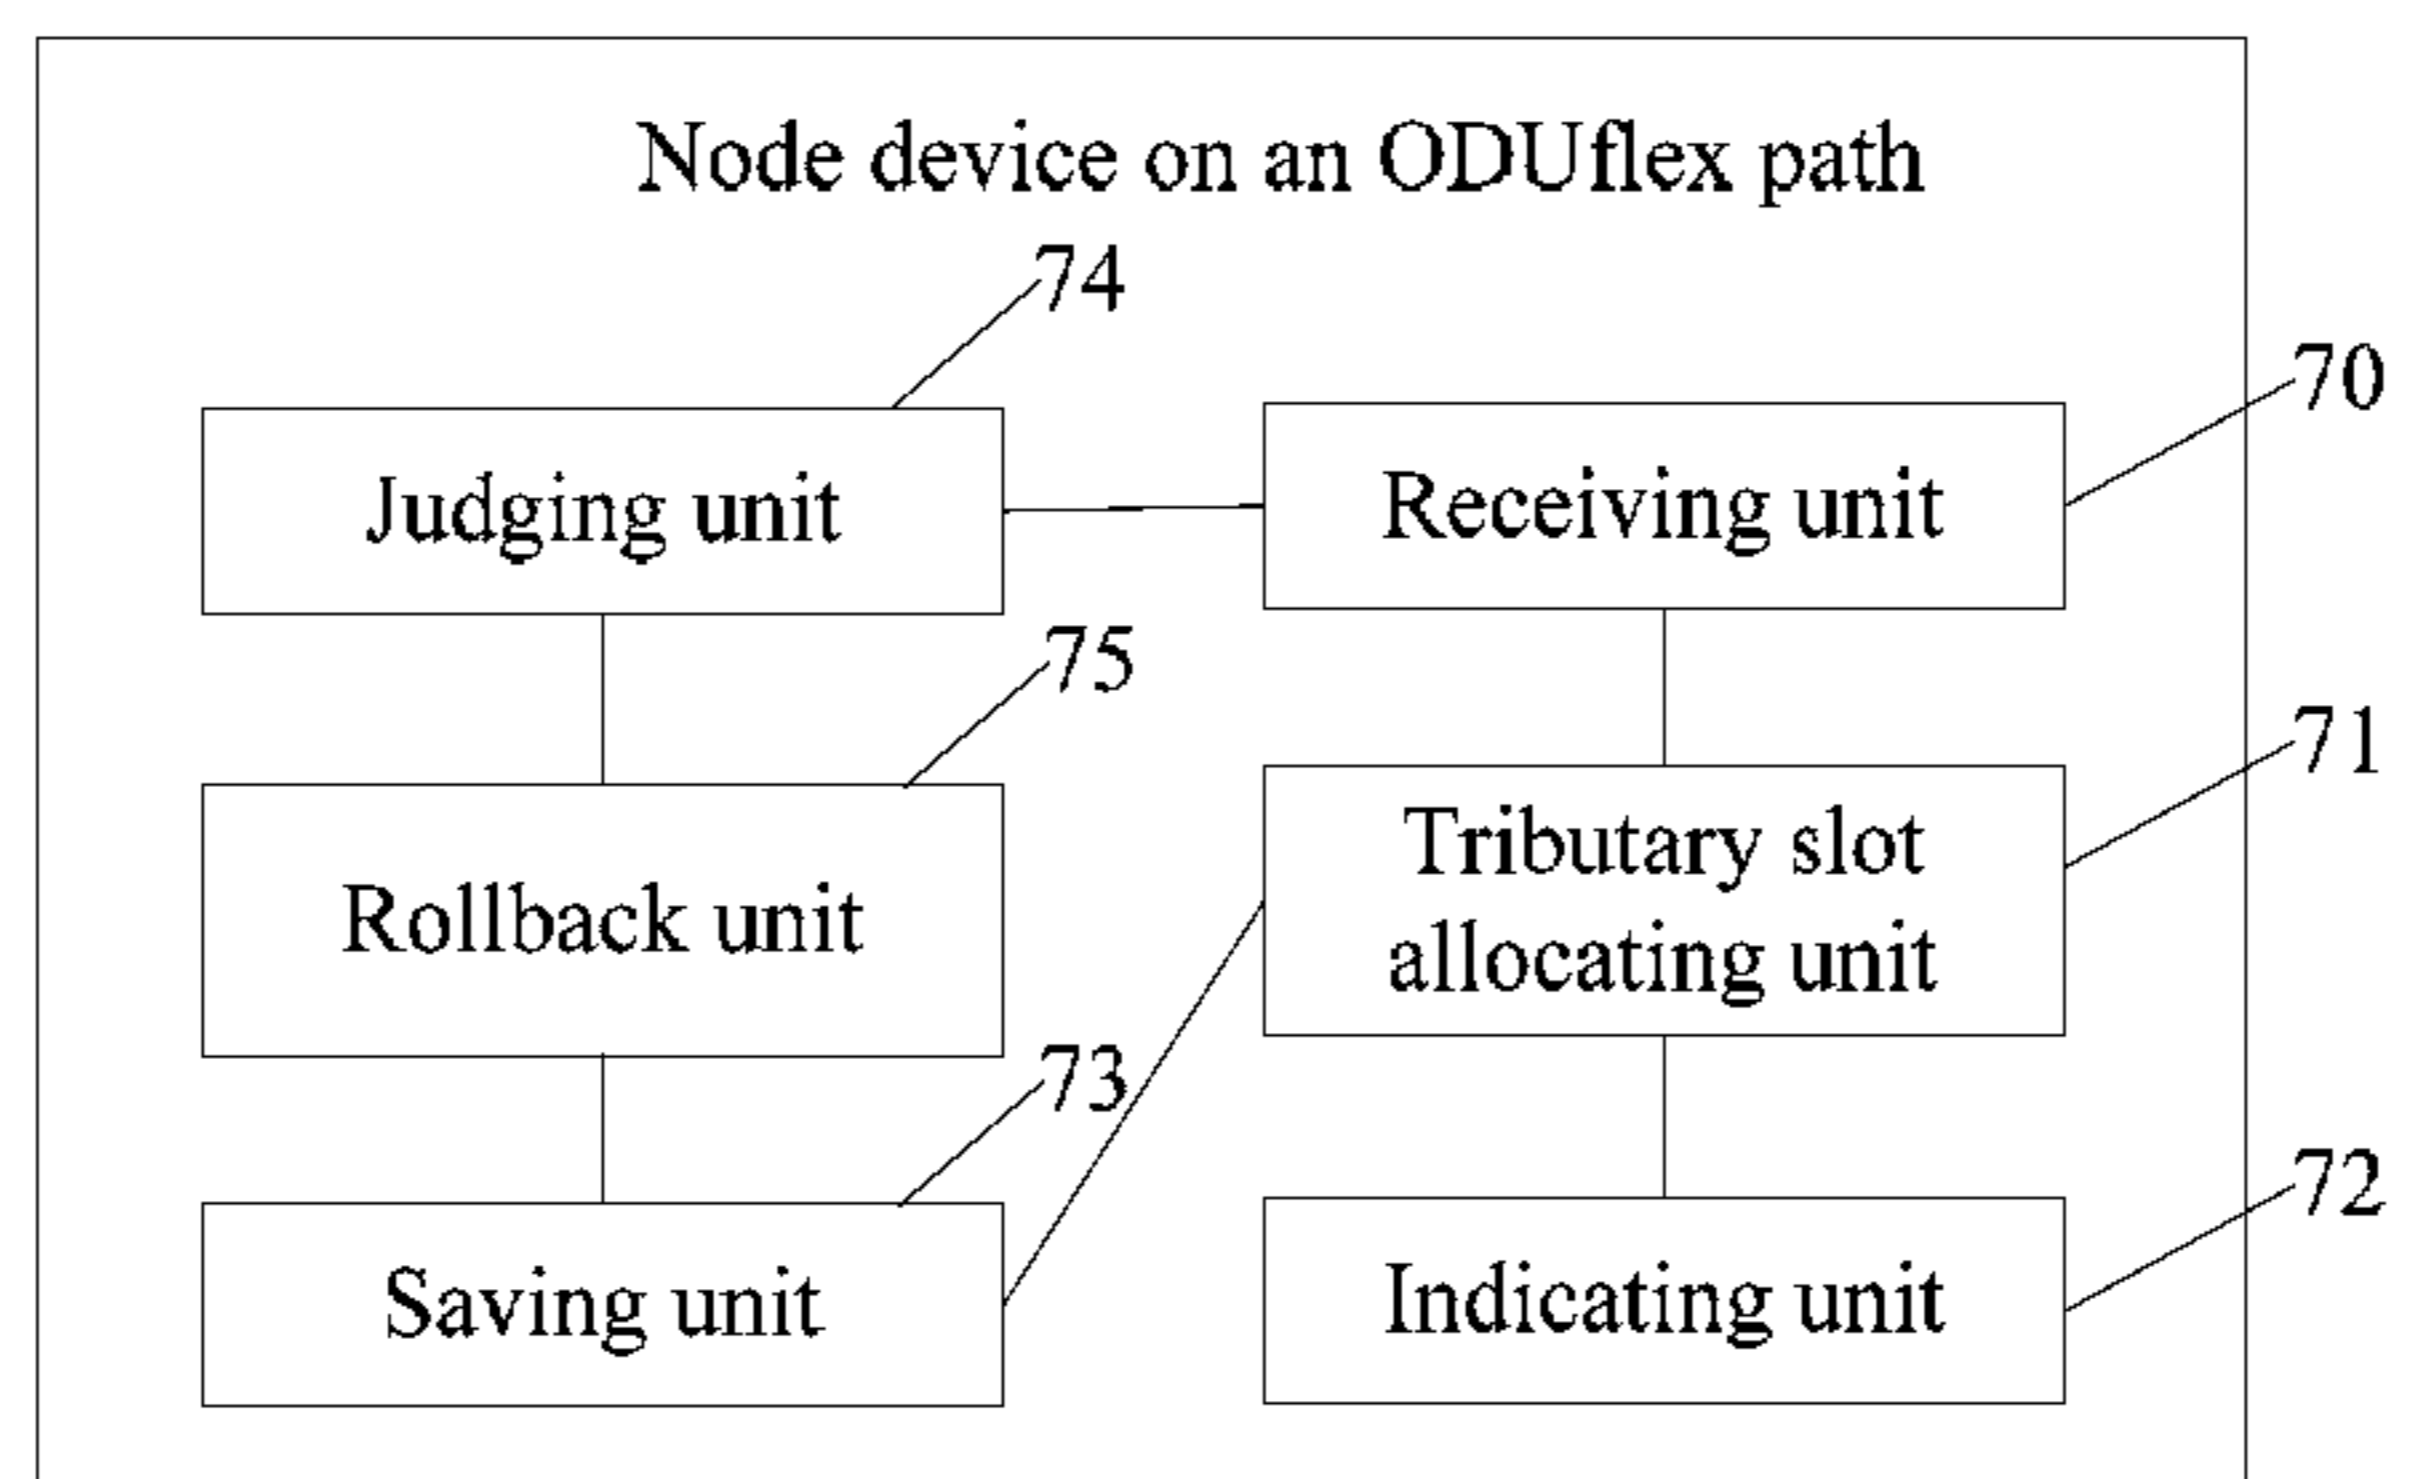 Node device on an ODUflex path
74
70
Judging unit
Receiving unit
75
71
Rollback unit
Tributary slot
allocating unit
73
72
Saving unit
Indicating unit